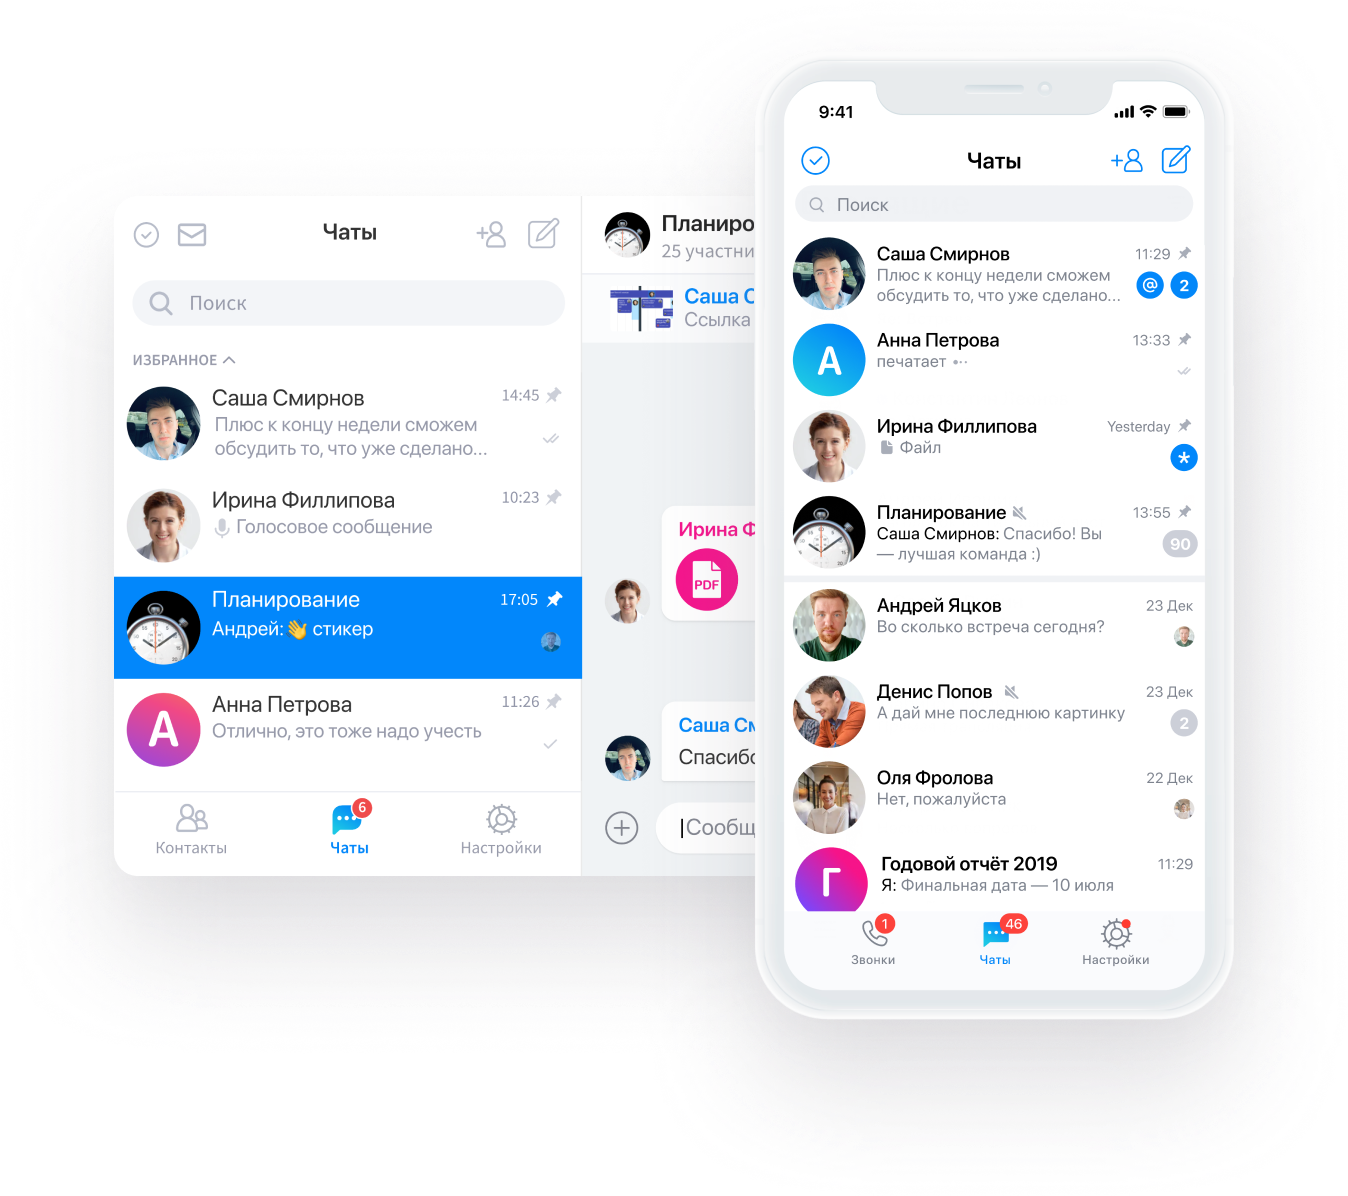 Чаты
Поиск
ИЗБРАННОЕ
Саша Смирнов 14:45
Плюс к концу недели сможем
обсудить то, что уже сделано...
Ирина Филлипова 10:23
Голосовое сообщение
Планирование 17:05
Андрей:👋 стикер
А
Анна Петрова 11:26
Отлично, это тоже надо учесть
6
Контакты Чаты Настройки
Планиро
25 участни
Саша С
Ссылка
Ирина Ф
PDF
Саша См
Спасибо
Сообщ
9:41
Чаты
Поиск
Саша Смирнов 11:29
Плюс к концу недели сможем
обсудить то, что уже сделано... @ 2
А
Анна Петрова 13:33
печатает
Ирина Филлипова Yesterday
Файл *
Планирование 13:55
Саша Смирнов: Спасибо! Вы
— лучшая команда :) 90
Андрей Яцков 23 Дек
Во сколько встреча сегодня?
Денис Попов 23 Дек
А дай мне последнюю картинку 2
Оля Фролова 22 Дек
Нет, пожалуйста
Г
Годовой отчёт 2019 11:29
Я: Финальная дата — 10 июля
1 46
Звонки Чаты Настройки